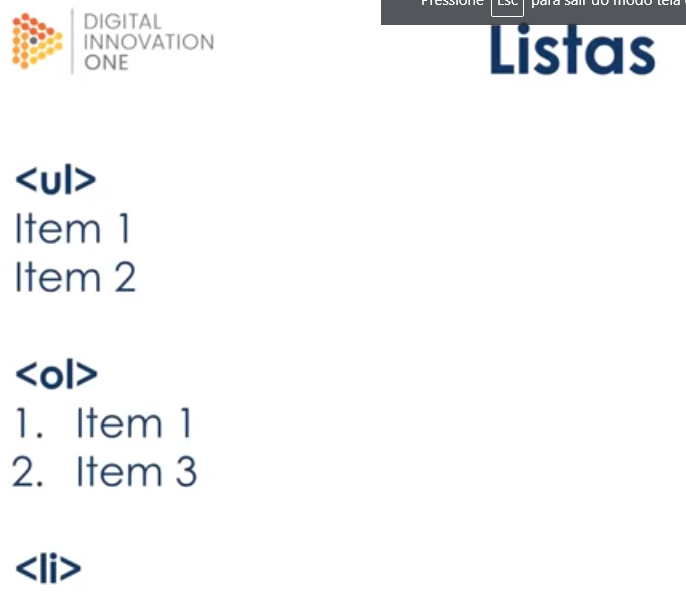 DIGITAL
INNOVATION
ONE
Pressione Esc para sair do modo tela
Listas
<ul>
Item 1
Item 2
<ol>
1. Item 1
2. Item 3
<li>